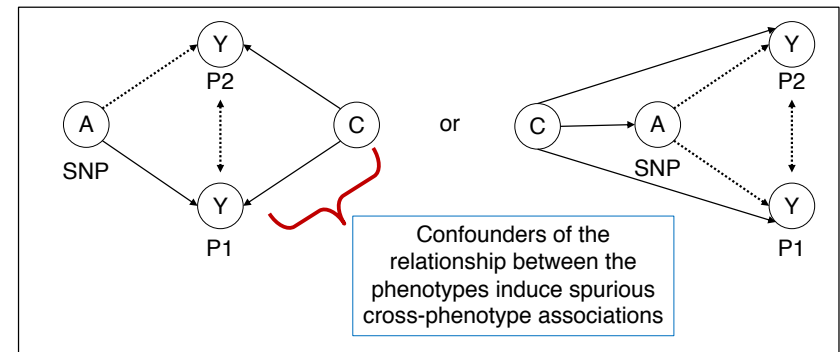 Y
P2
A
SNP
C
Y
P1
or
Y
P2
C
A
SNP
Y
P1
Confounders of the
relationship between the
phenotypes induce spurious
cross-phenotype associations